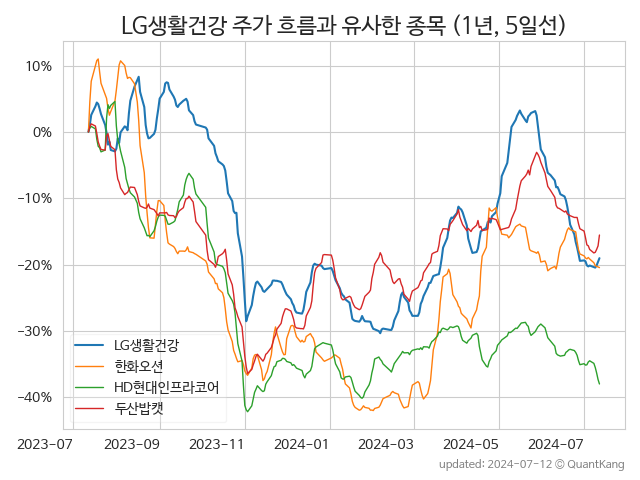 LG생활건강 주가 흐름과 유사한 종목 (1년, 5일선)
10%
0%
−10%
−20%
−30%
−40%
LG생활건강
한화오션
HD현대인프라코어
두산밥캣
2023-07 2023-09 2023-11 2024-01 2024-03 2024-05 2024-07
updated: 2024-07-12 © QuantKang